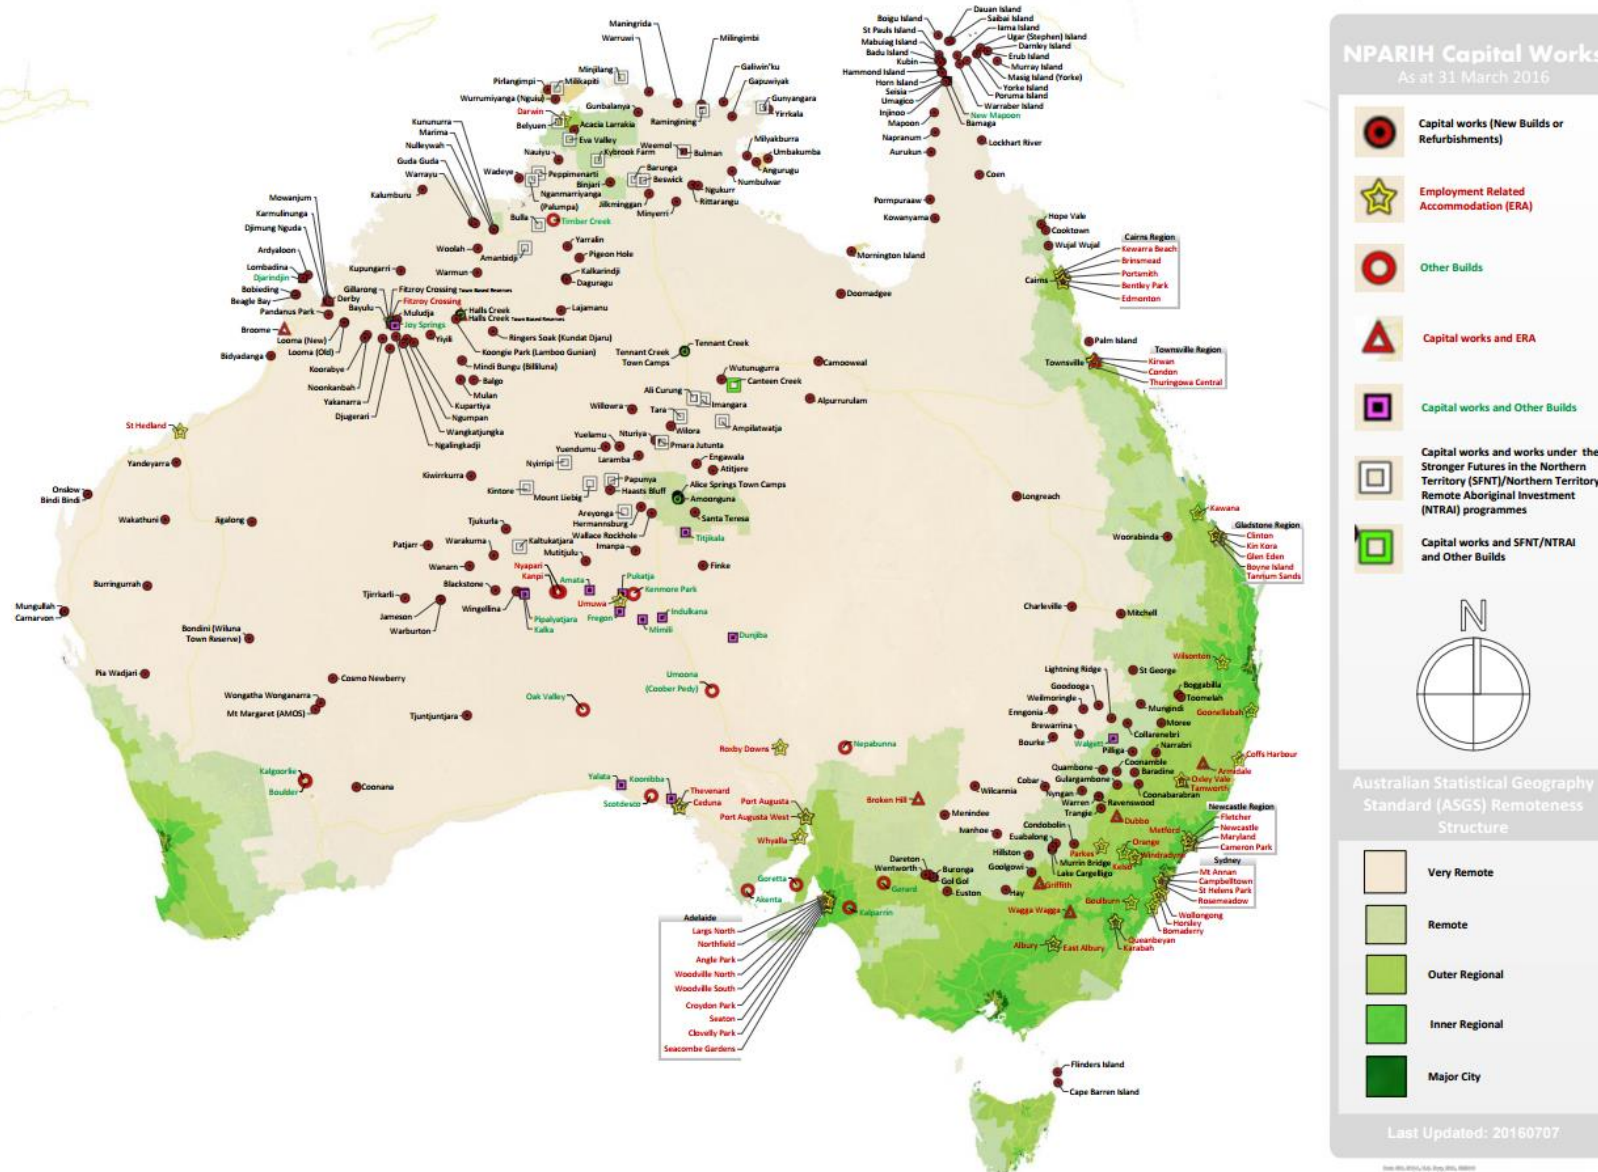 NPARIH Capital Works
As at 31 March 2016
Capital works (New Builds or
Refurbishments)
Employment Related
Accommodation (ERA)
Other Builds
Capital works and ERA
Capital works and Other Builds
Capital works and works under the
Stronger Futures in the Northern
Territory (SFNT)/Northern Territory
Remote Aboriginal Investment
(NTRAI) programmes
Capital works and SFNT/NTRAI
and Other Builds
N
Australian Statistical Geography
Standard (ASGS) Remoteness
Structure
Very Remote
Remote
Outer Regional
Inner Regional
Major City
Last Updated: 20160707
Maningrida
Warruwi
Milingimbi
Minjilang
Pirlangimpi
Milikapiti
Galiwin'ku
Gapuwiyak
Wurrumiyanga (Nguiu)
Gunbalanya
Gunyangara
Darwin
Yirrkala
Belyuen
Acacia Larrakia
Ramingining
Eva Valley
Milyakburra
Weemol
Bulman
Nauiyu
Kybrook Farm
Umbakumba
Angurugu
Wadeye
Peppimenarti
Barunga
Beswick
Numbulwar
Binjari
Nganmarriyanga
(Palumpa)
Ngukurr
Rittarangu
Jilkminggan
Minyerri
Bulla
Timber Creek
Yarralin
Amanbidji
Pigeon Hole
Kalkarindji
Daguragu
Lajamanu
Kununurra
Marima
Nulleywah
Guda Guda
Warrayu
Kalumburu
Mowanjum
Karmulinunga
Djimung Nguda
Ardyaloon
Lombadina
Djarindjin
Bobieding
Beagle Bay
Pandanus Park
Broome
Bidyadanga
Woolah
Warmun
Kupungarri
Gillarong
Fitzroy Crossing Town Based Reserves
Derby
Fitzroy Crossing
Bayulu
Muludja
Joy Springs
Halls Creek
Halls Creek Town Based Reserves
Looma (New)
Looma (Old)
Yiyili
Ringers Soak (Kundat Djaru)
Koongie Park (Lamboo Gunian)
Koorabye
Mindi Bungu (Billiluna)
Noonkanbah
Balgo
Mulan
Yakanarra
Kupartiya
Djugerari
Ngumpan
Wangkatjungka
Ngalingkadji
Tennant Creek
Tennant Creek
Town Camps
Camooweal
Wutunugurra
Canteen Creek
Ali Curung
Imangara
Alpurrurulam
Willowra
Tara
Wilora
Ampilatwatja
Yuelamu
Nturiya
Yuendumu
Pmara Jutunta
Laramba
Engawala
Atitjere
Nyirripi
Papunya
Alice Springs Town Camps
Kintore
Mount Liebig
Haasts Bluff
Amoonguna
Areyonga
Hermannsburg
Santa Teresa
Wallace Rockhole
Titjikala
Kaltukatjara
Imanpa
Mutitjulu
Finke
St Hedland
Yandeyarra
Onslow
Bindi Bindi
Kiwirrkurra
Wakathuni
Jigalong
Tjukurla
Patjarr
Warakurna
Wanarn
Burringurrah
Blackstone
Tjirrkarli
Mungullah
Carnarvon
Jameson
Wingellina
Warburton
Bondini (Wiluna
Town Reserve)
Pia Wadjari
Cosmo Newberry
Wongatha Wonganarra
Mt Margaret (AMOS)
Tjuntjuntjara
Kalgoorlie
Boulder
Coonana
Nyapari
Kanpi
Amata
Pukatja
Kenmore Park
Umuwa
Fregon
Indulkana
Mimili
Pipalyatjara
Kalka
Dunjiba
Umoona
(Coober Pedy)
Oak Valley
Roxby Downs
Nepabunna
Yalata
Koonibba
Scotdesco
Thevenard
Ceduna
Port Augusta
Port Augusta West
Whyalla
Goretta
Akenta
Gerard
Kalparrin
Adelaide
Largs North
Northfield
Angle Park
Woodville North
Woodville South
Croydon Park
Seaton
Clovelly Park
Seacombe Gardens
Dauan Island
Boigu Island
Saibai Island
St Pauls Island
Iama Island
Mabuiag Island
Ugar (Stephen) Island
Badu Island
Darnley Island
Kubin
Erub Island
Hammond Island
Murray Island
Horn Island
Masig Island (Yorke)
Seisia
Yorke Island
Umagico
Poruma Island
Injinoo
Warraber Island
Mapoon
New Mapoon
Bamaga
Napranum
Lockhart River
Aurukun
Coen
Pormpuraaw
Kowanyama
Hope Vale
Cooktown
Wujal Wujal
Mornington Island
Doomadgee
Cairns
Cairns Region
Kewarra Beach
Brinsmead
Portsmith
Bentley Park
Edmonton
Palm Island
Townsville
Townsville Region
Kirwan
Condon
Thuringowa Central
Longreach
Kawana
Woorabinda
Gladstone Region
Clinton
Kin Kora
Glen Eden
Boyne Island
Tannum Sands
Charleville
Mitchell
Wilsonton
St George
Lightning Ridge
Goodooga
Boggabilla
Toomelah
Weilmoringle
Enngonia
Mungindi
Goonellabah
Brewarrina
Moree
Collarenebri
Bourke
Walgett
Narrabri
Pilliga
Coffs Harbour
Coonamble
Quambone
Baradine
Armidale
Cobar
Gulargambone
Oxley Vale
Tamworth
Wilcannia
Nyngan
Coonabarabran
Warren
Ravenswood
Trangie
Newcastle Region
Fletcher
Newcastle
Maryland
Cameron Park
Broken Hill
Menindee
Dubbo
Ivanhoe
Condobolin
Metford
Euabalong
Orange
Parkes
Windradyne
Kelso
Hillston
Murrin Bridge
Sydney
Mt Annan
Campbelltown
St Helens Park
Rosemeadow
Dareton
Wentworth
Buronga
Gol Gol
Euston
Goolgowi
Lake Cargelligo
Hay
Griffith
Goulburn
Wagga Wagga
Wollongong
Horsley
Bomaderry
Queanbeyan
Karabah
Albury
East Albury
Flinders Island
Cape Barren Island